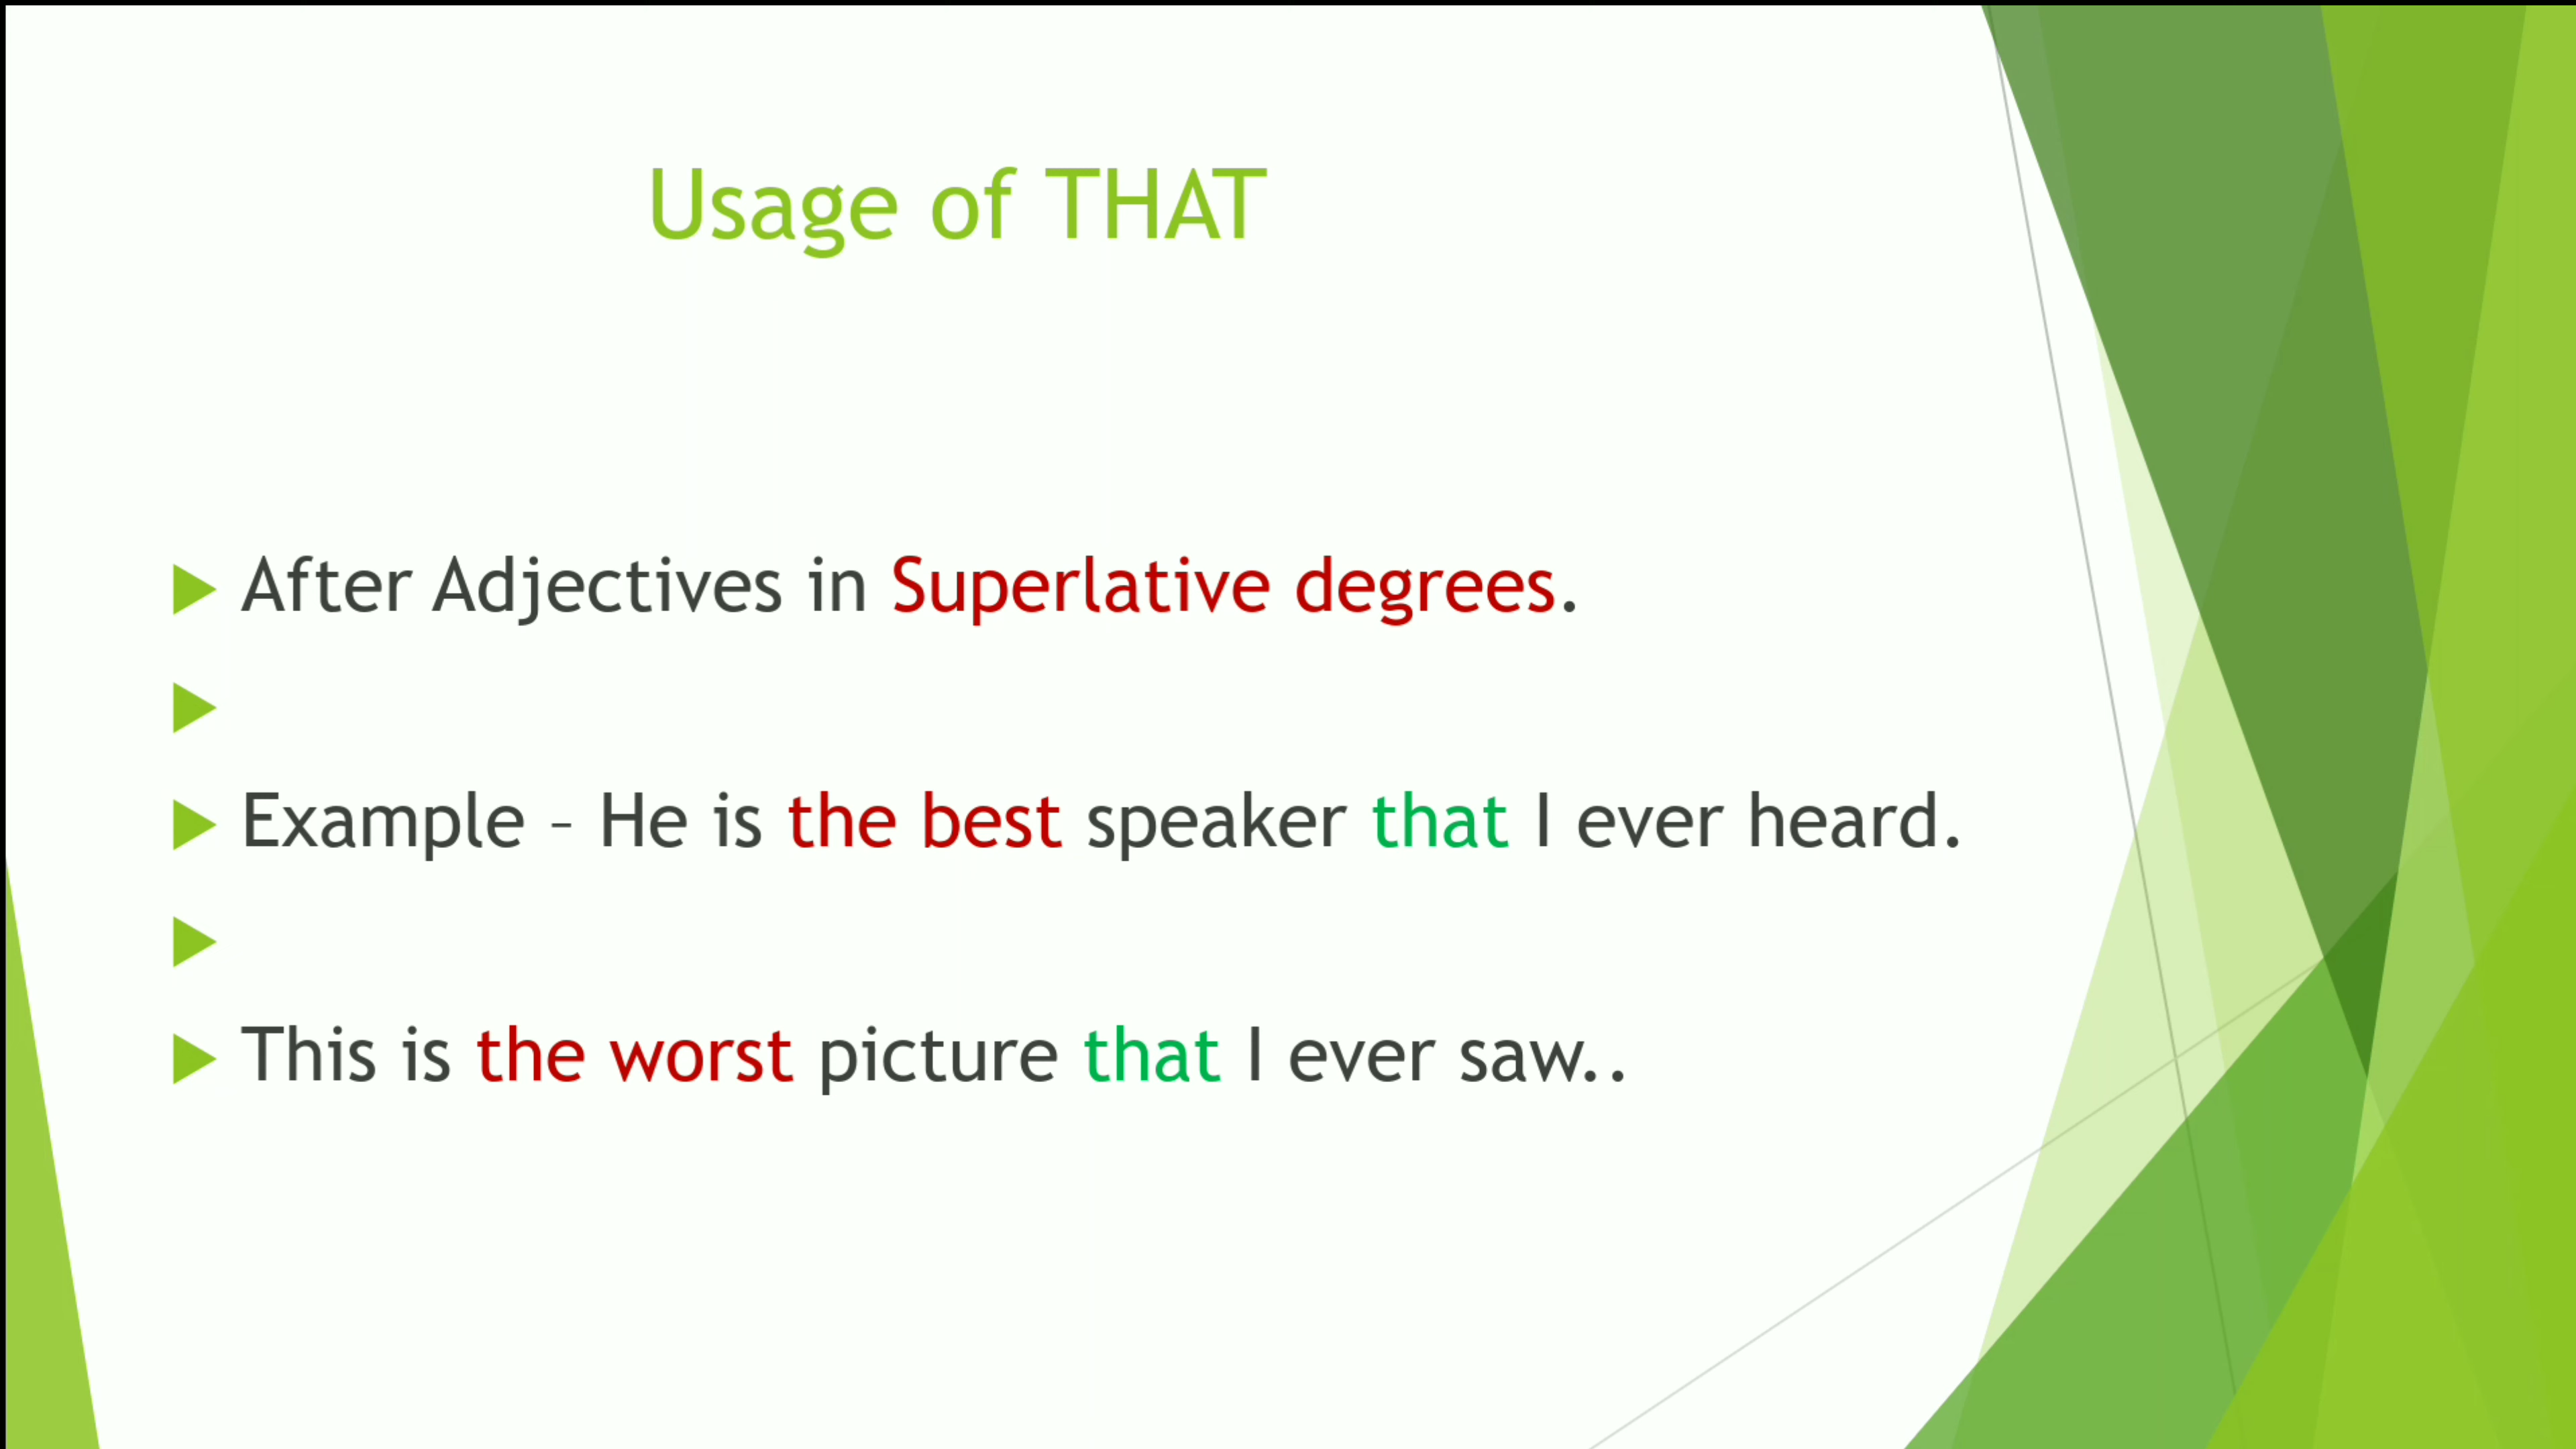 Usage of THAT
After Adjectives in Superlative degrees.
Example – He is the best speaker that I ever heard.
This is the worst picture that I ever saw..